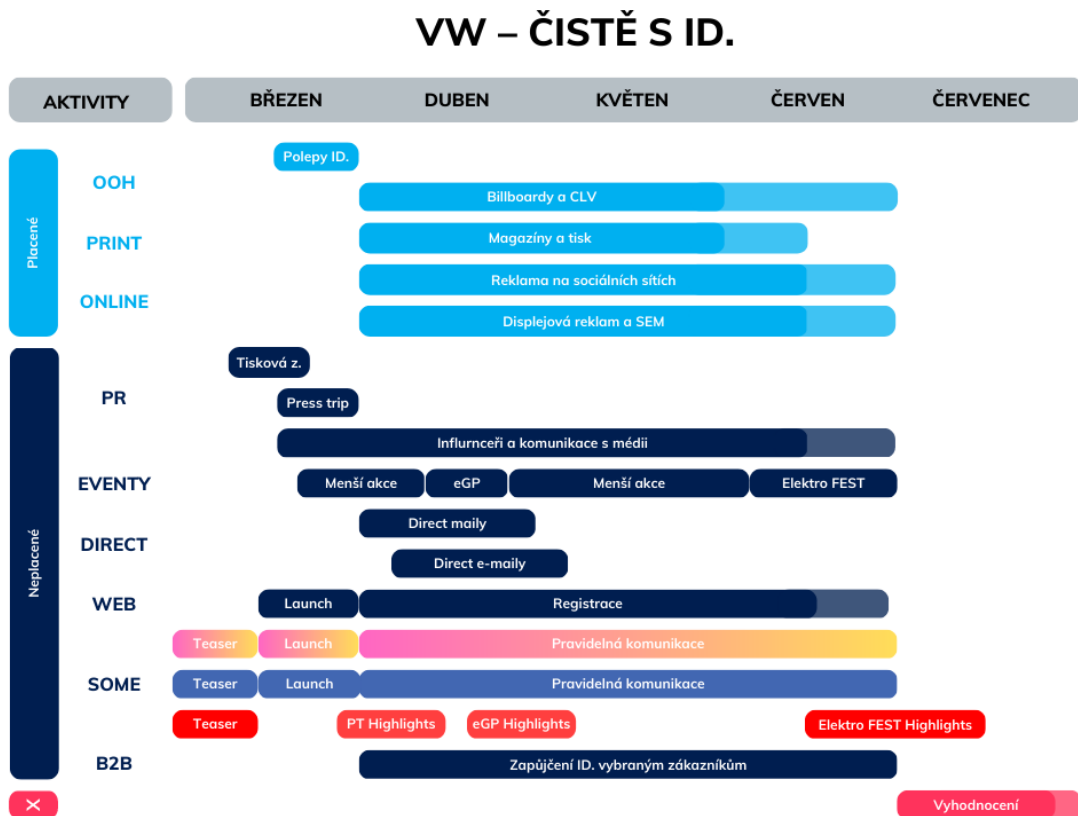 VW – ČISTĚ S ID.
AKTIVITY
BŘEZEN
DUBEN
KVĚTEN
ČERVEN
ČERVENEC
Placené
OOH
Polepy ID.
Billboardy a CLV
PRINT
Magazíny a tisk
ONLINE
Reklama na sociálních sítích
Displejová reklam a SEM
Neplacené
PR
Tisková z.
Press trip
Influrnceři a komunikace s médii
EVENTY
Menší akce
eGP
Menší akce
Elektro FEST
DIRECT
Direct maily
Direct e-maily
WEB
Launch
Registrace
SOME
Teaser
Launch
Pravidelná komunikace
Teaser
Launch
Pravidelná komunikace
Teaser
PT Highlights
eGP Highlights
Elektro FEST Highlights
B2B
Zapůjčení ID. vybraným zákazníkům
X
Vyhodnocení